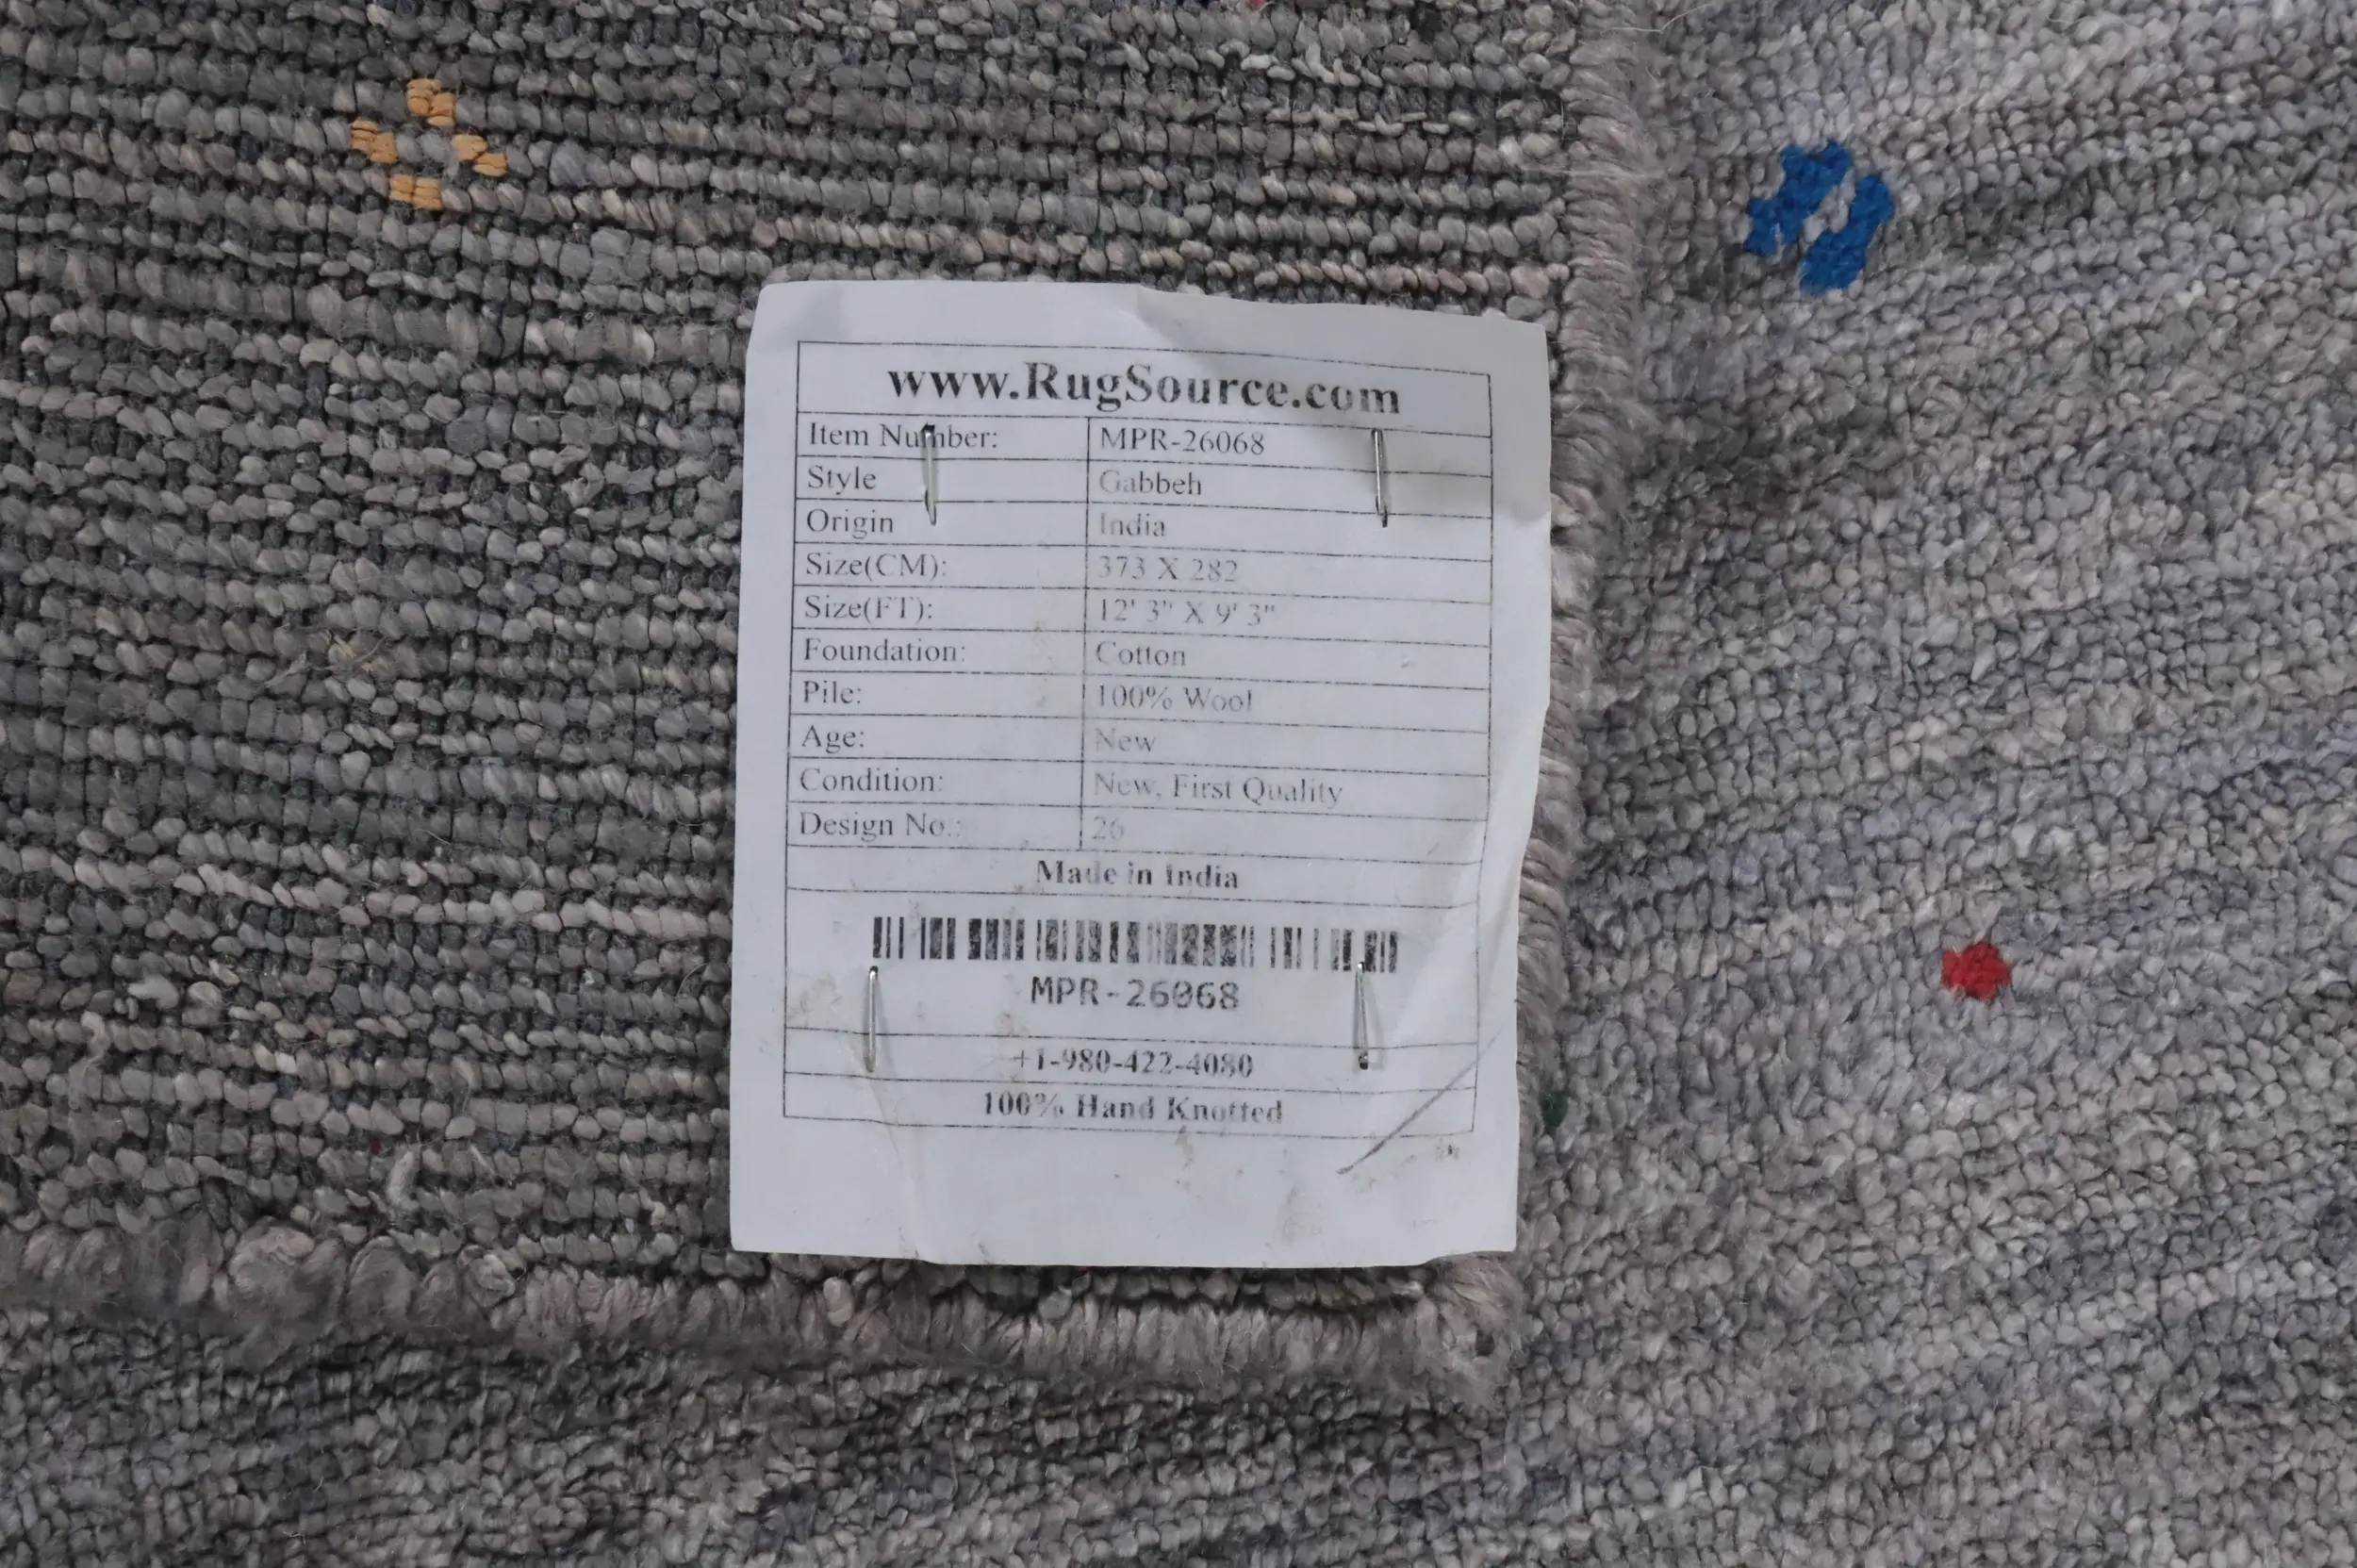 www.RugSource.com
Item Number: MPR-26068
Style Gabbeh
Origin India
Size(CM): 373 X 282
Size(FT): 12' 3" X 9' 3"
Foundation: Cotton
Pile: 100% Wool
Age: New
Condition: New, First Quality
Design No.: 26
Made in India
MPR-26068
+1-980-422-4080
100% Hand Knotted